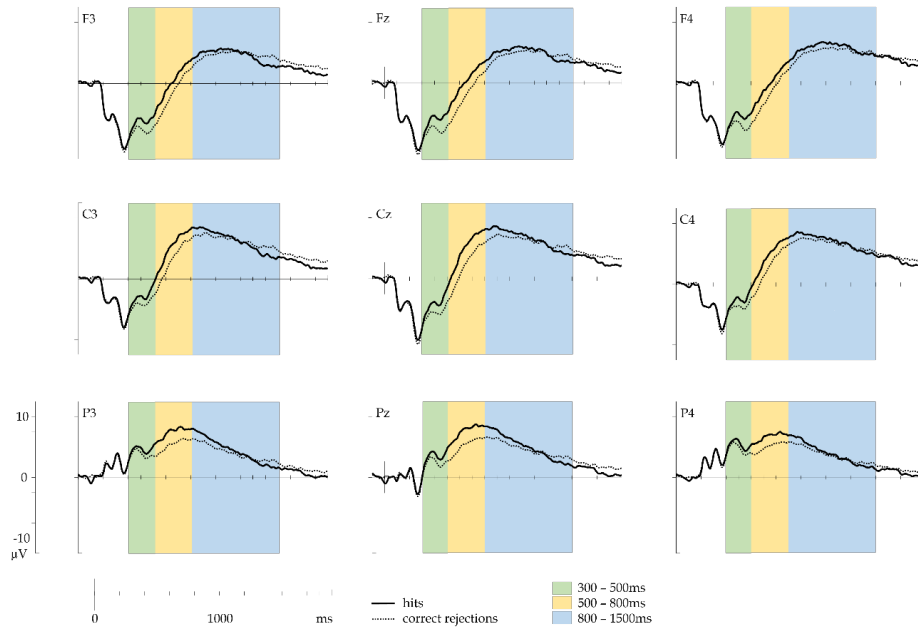 F3
Fz
F4
C3
Cz
C4
P3
Pz
P4
10
0
-10
µV
0 1000 ms
hits
correct rejections
300 – 500ms
500 – 800ms
800 – 1500ms